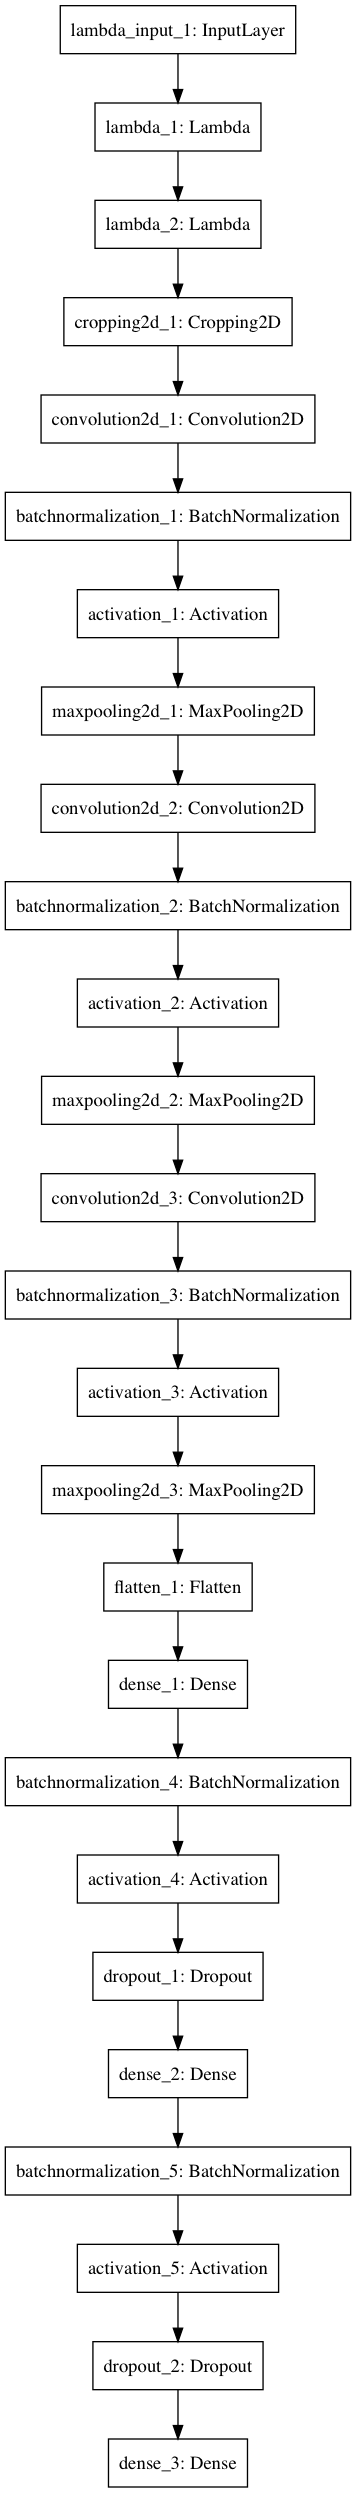 lambda_input_1: InputLayer
lambda_1: Lambda
lambda_2: Lambda
cropping2d_1: Cropping2D
convolution2d_1: Convolution2D
batchnormalization_1: BatchNormalization
activation_1: Activation
maxpooling2d_1: MaxPooling2D
convolution2d_2: Convolution2D
batchnormalization_2: BatchNormalization
activation_2: Activation
maxpooling2d_2: MaxPooling2D
convolution2d_3: Convolution2D
batchnormalization_3: BatchNormalization
activation_3: Activation
maxpooling2d_3: MaxPooling2D
flatten_1: Flatten
dense_1: Dense
batchnormalization_4: BatchNormalization
activation_4: Activation
dropout_1: Dropout
dense_2: Dense
batchnormalization_5: BatchNormalization
activation_5: Activation
dropout_2: Dropout
dense_3: Dense